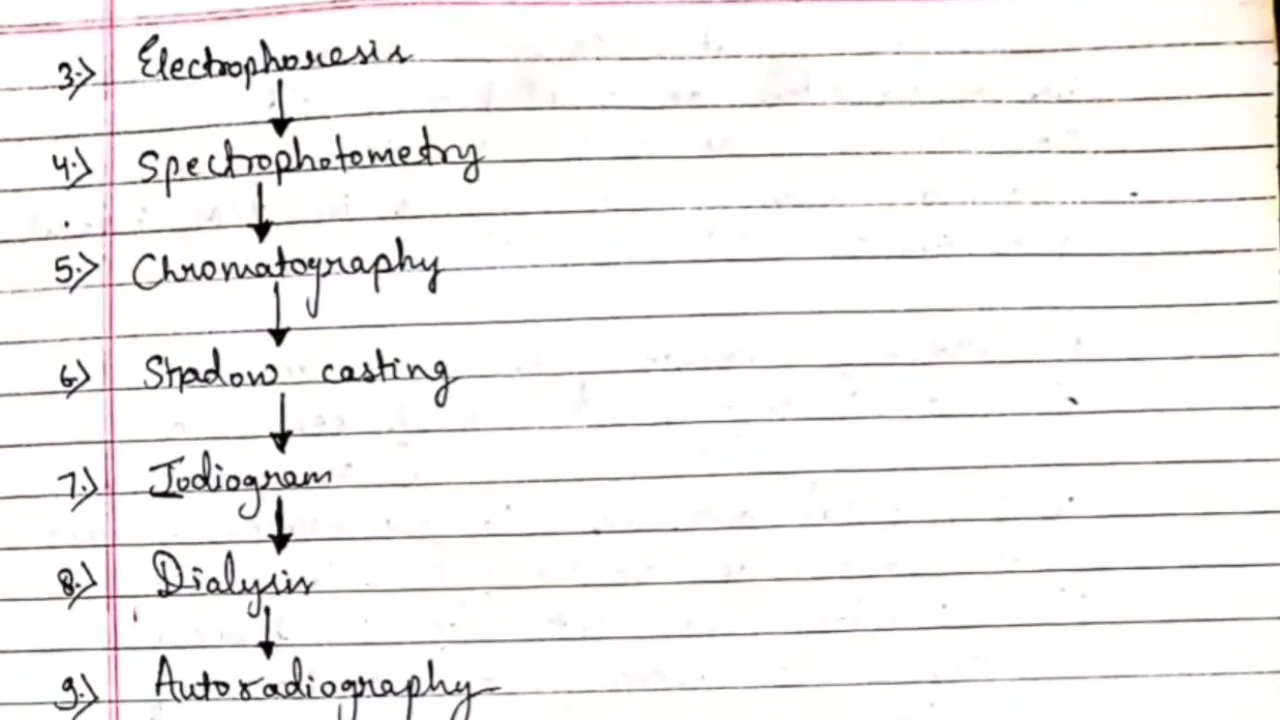 3.) Electrophoresis
4.) Spectrophotometry
5.) Chromatography
6.) Shadow casting
7.) Iodiogram
8.) Dialysis
9.) Autoradiography